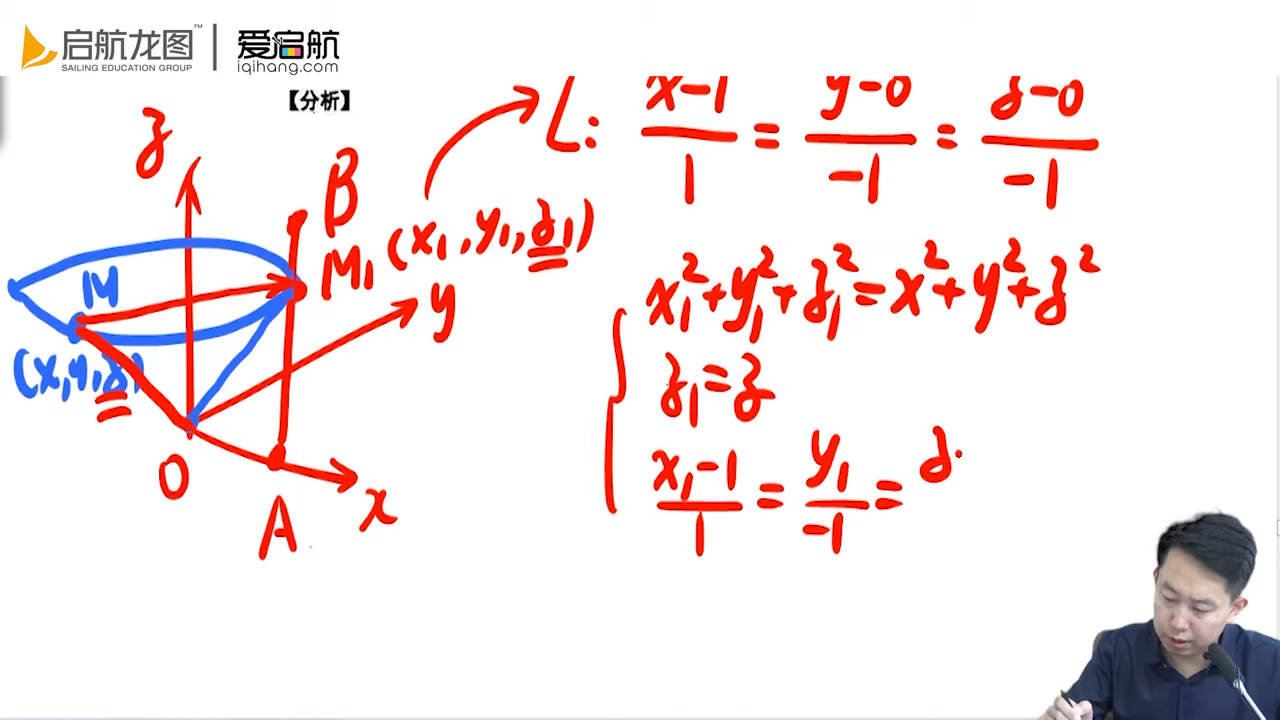 启航龙图™ | 爱启航
SAILING EDUCATION GROUP iqihang.com
【分析】
z
B
M₁(x₁, y₁, z₁)
y
M
(x, y, z)
O
A
x
L: (x-1)/1 = (y-0)/-1 = (z-0)/-1
x₁²+y₁²+z₁²=x²+y²+z²
z₁=z
(x₁-1)/1 = y₁/-1 = z